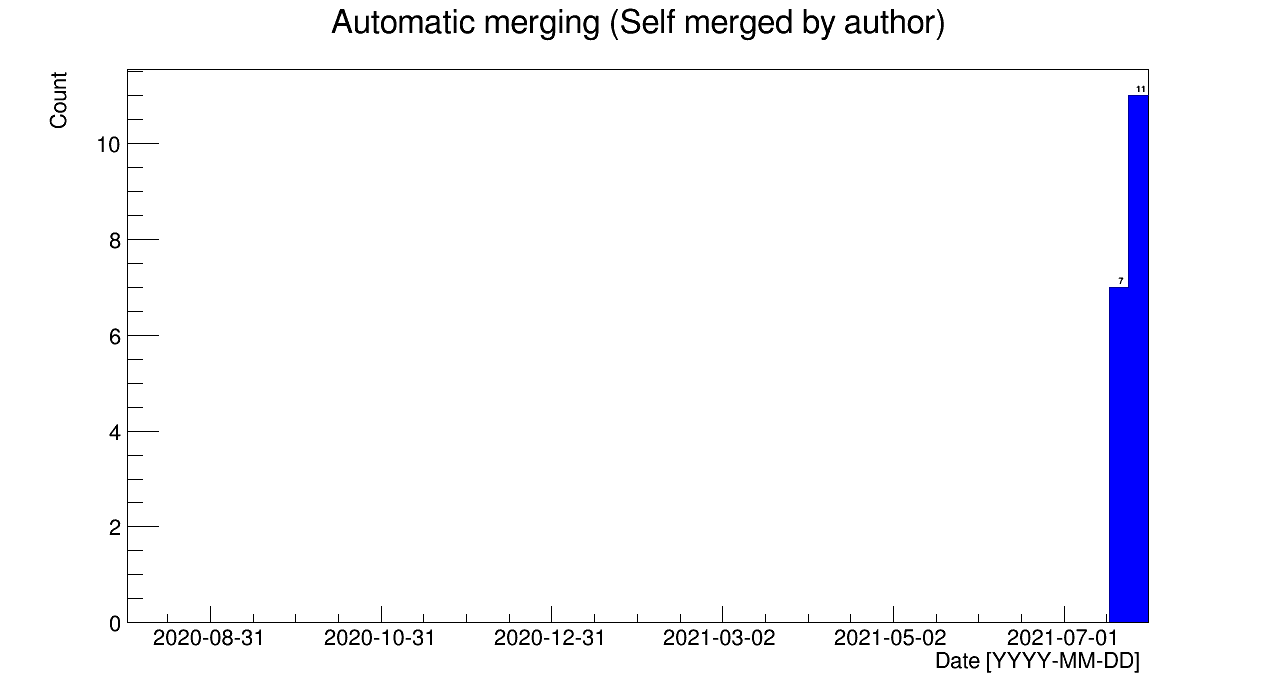 Automatic merging (Self merged by author)
Count
11
10
8
7
6
4
2
0
2020-08-31 2020-10-31 2020-12-31 2021-03-02 2021-05-02 2021-07-01
Date [YYYY-MM-DD]